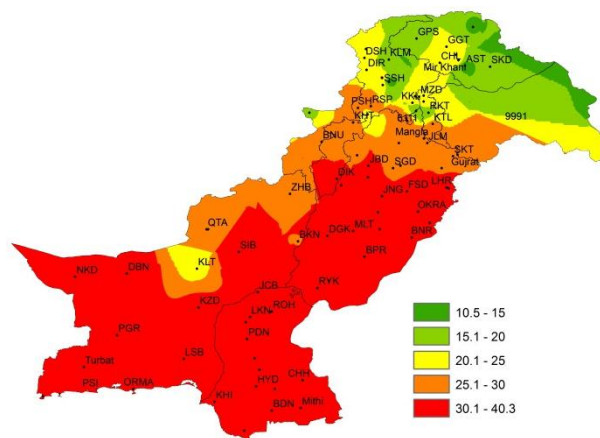 GPS
GGT
DSH
KLM
CHL
DIR
Mir Khani
AST
SKD
SSH
MZD
KKL
PSH
RSP
RKT
KHT
KTL
9991
BNU
Mangla
JLM
SKT
JBD
SGD
Gujrat
DIK
LHR
FSD
JNG
ZHB
OKRA
QTA
BKN
DGK
MLT
BNR
SIB
BPR
KLT
NKD
DBN
JCB
RYK
KZD
LKN
ROH
PDN
PGR
LSB
Turbat
CHH
PSI
ORMA
HYD
KHI
BDN
Mithi
10.5 - 15
15.1 - 20
20.1 - 25
25.1 - 30
30.1 - 40.3